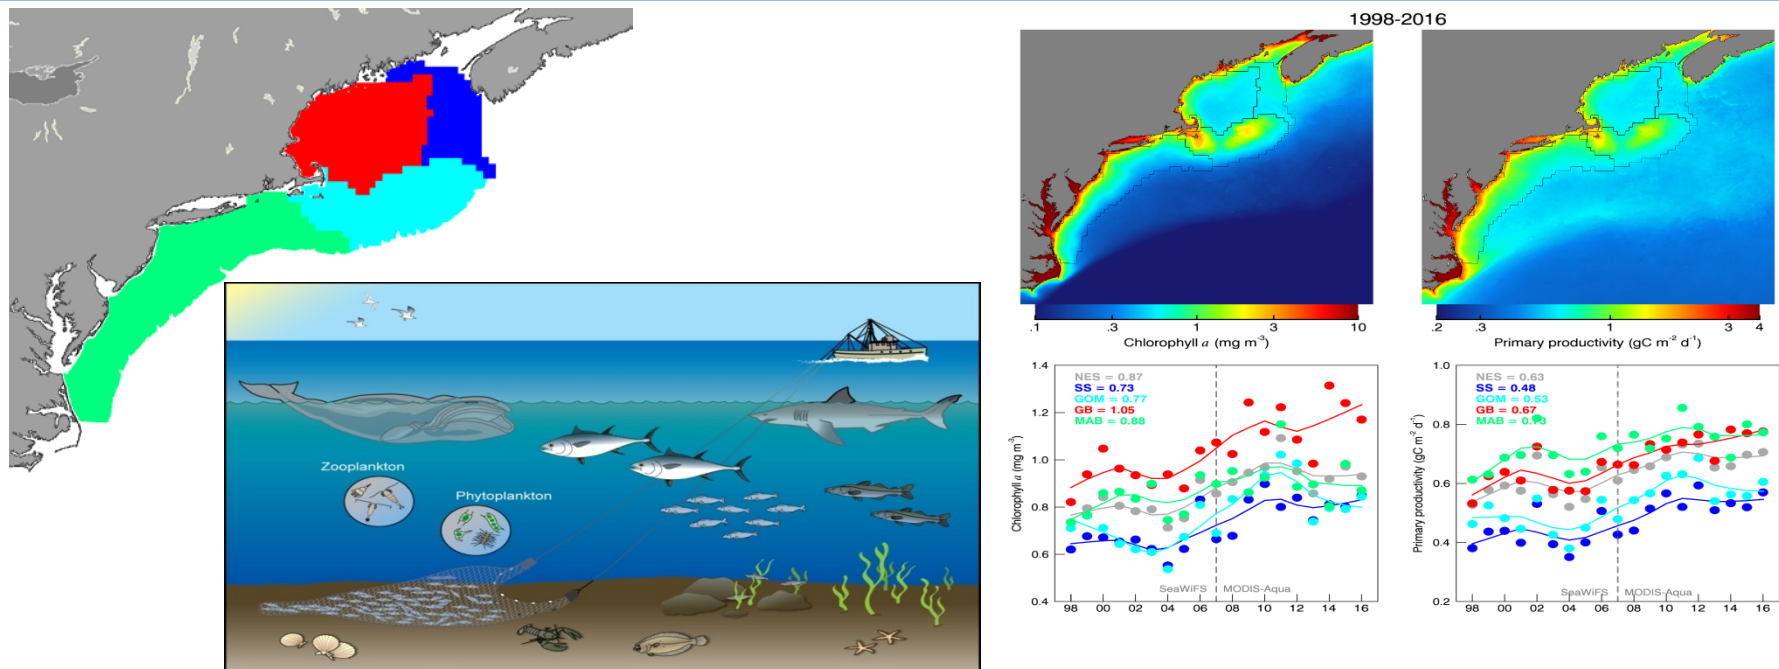 Zooplankton
Phytoplankton
1998-2016
.1 .3 1 3 10
Chlorophyll a (mg m-3)
.2 .3 1 3 4
Primary productivity (gC m-2 d-1)
1.4
1.2
1.0
0.8
0.6
0.4
Chlorophyll a (mg m-3)
NES = 0.87
SS = 0.73
GOM = 0.77
GB = 1.05
MAB = 0.88
SeaWiFS MODIS-Aqua
98 00 02 04 06 08 10 12 14 16
1.0
0.8
0.6
0.4
0.2
Primary productivity (gC m-2 d-1)
NES = 0.63
SS = 0.48
GOM = 0.53
GB = 0.67
MAB = 0.73
SeaWiFS MODIS-Aqua
98 00 02 04 06 08 10 12 14 16